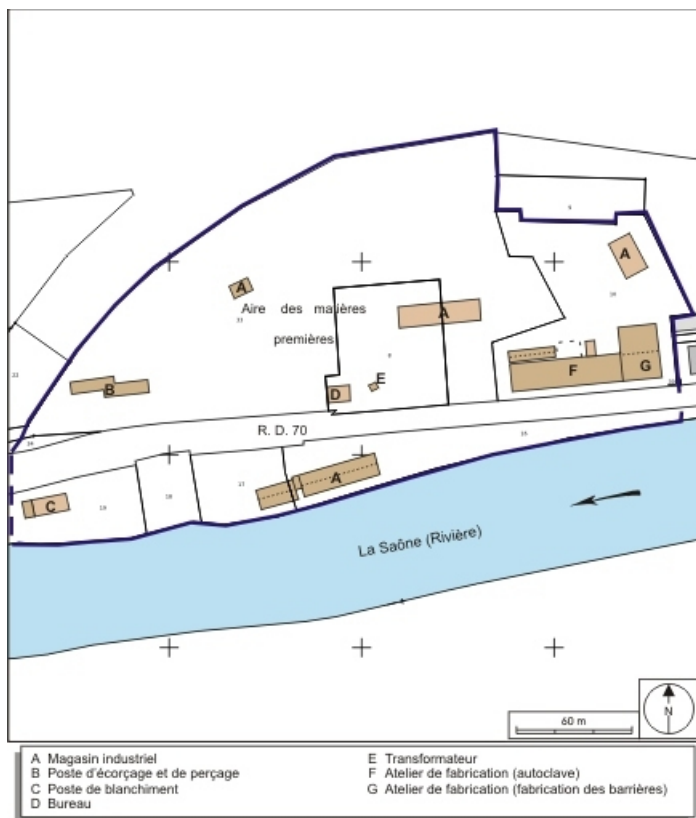 A
A
Aire des matières
premières
A
E
D
B
F
G
R. D. 70
A
C
La Saône (Rivière)
60 m
N
A Magasin industriel
B Poste d'écorçage et de perçage
C Poste de blanchiment
D Bureau
E Transformateur
F Atelier de fabrication (autoclave)
G Atelier de fabrication (fabrication des barrières)